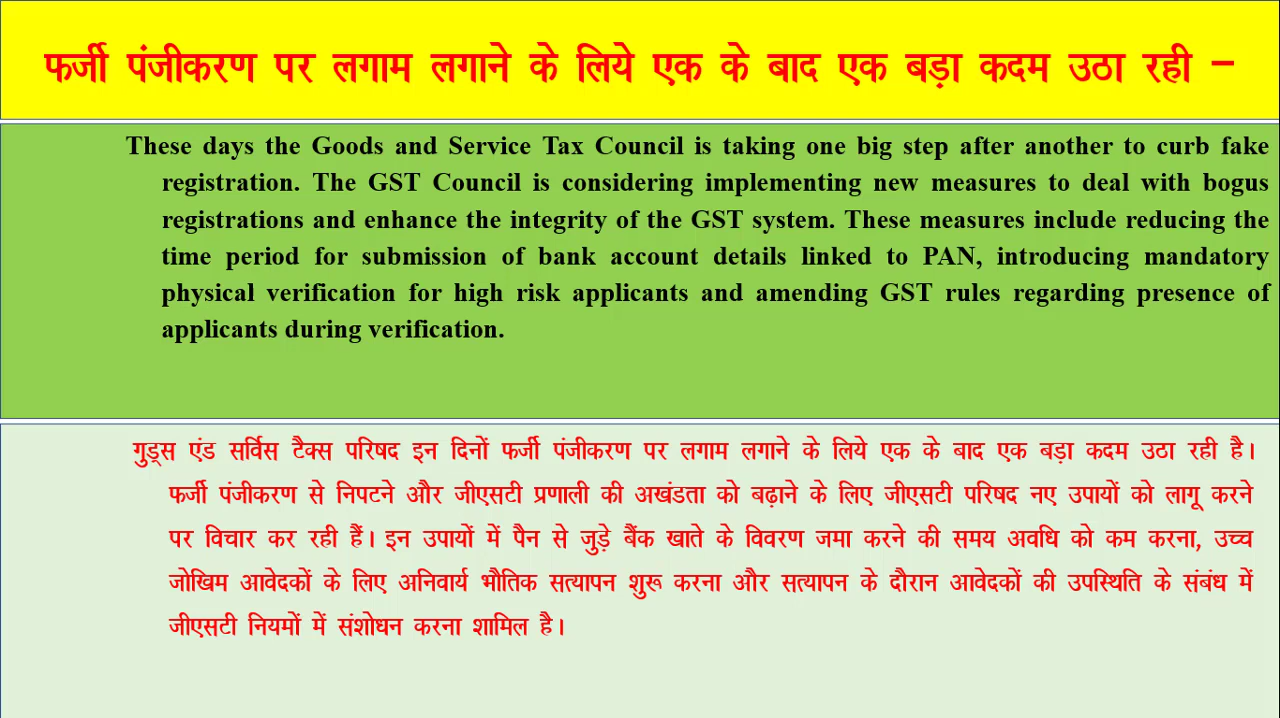 फर्जी पंजीकरण पर लगाम लगाने के लिये एक के बाद एक बड़ा कदम उठा रही –
These days the Goods and Service Tax Council is taking one big step after another to curb fake
registration. The GST Council is considering implementing new measures to deal with bogus
registrations and enhance the integrity of the GST system. These measures include reducing the
time period for submission of bank account details linked to PAN, introducing mandatory
physical verification for high risk applicants and amending GST rules regarding presence of
applicants during verification.
गुड्स एंड सर्विस टैक्स परिषद इन दिनों फर्जी पंजीकरण पर लगाम लगाने के लिये एक के बाद एक बड़ा कदम उठा रही है।
फर्जी पंजीकरण से निपटने और जीएसटी प्रणाली की अखंडता को बढ़ाने के लिए जीएसटी परिषद नए उपायों को लागू करने
पर विचार कर रही हैं। इन उपायों में पैन से जुड़े बैंक खाते के विवरण जमा करने की समय अवधि को कम करना, उच्च
जोखिम आवेदकों के लिए अनिवार्य भौतिक सत्यापन शुरू करना और सत्यापन के दौरान आवेदकों की उपस्थिति के संबंध में
जीएसटी नियमों में संशोधन करना शामिल है।